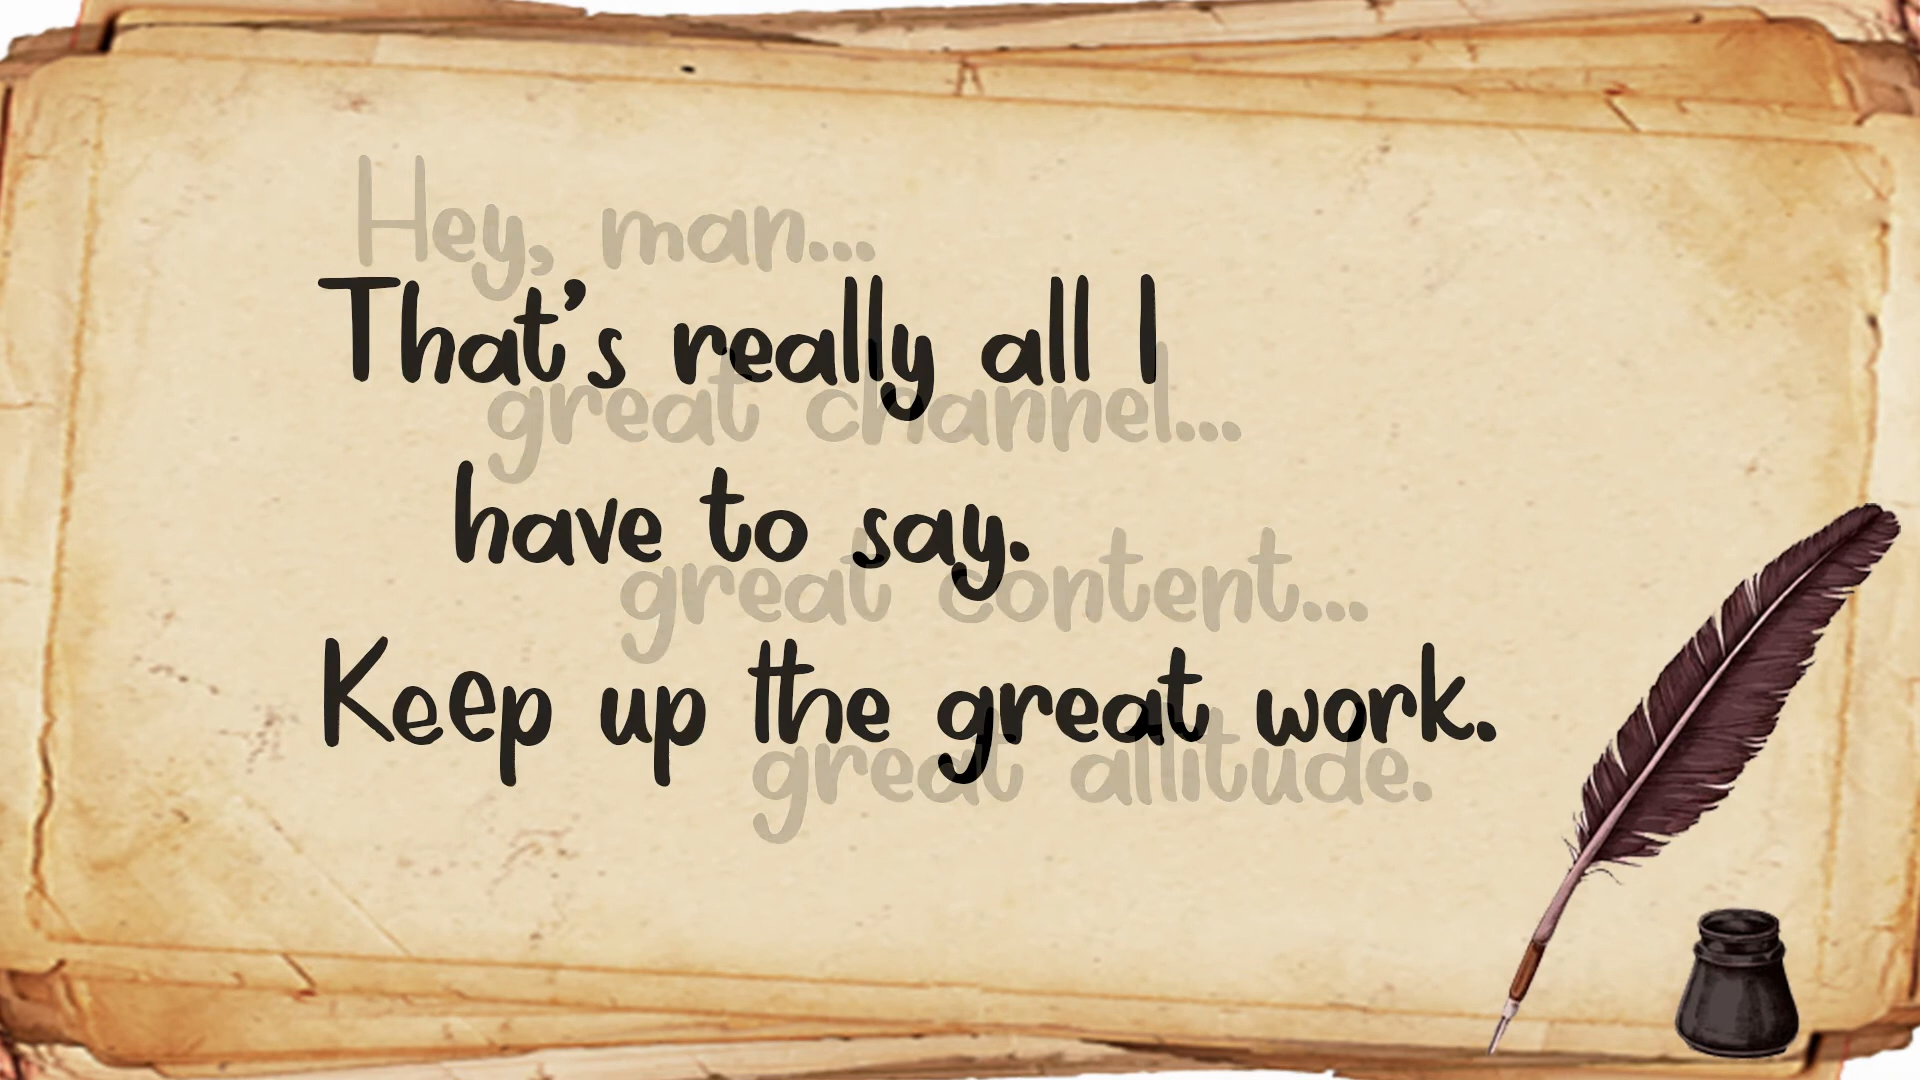 Hey, man...
That's really all I
great channel...
have to say.
great content...
Keep up the great work.
great attitude.